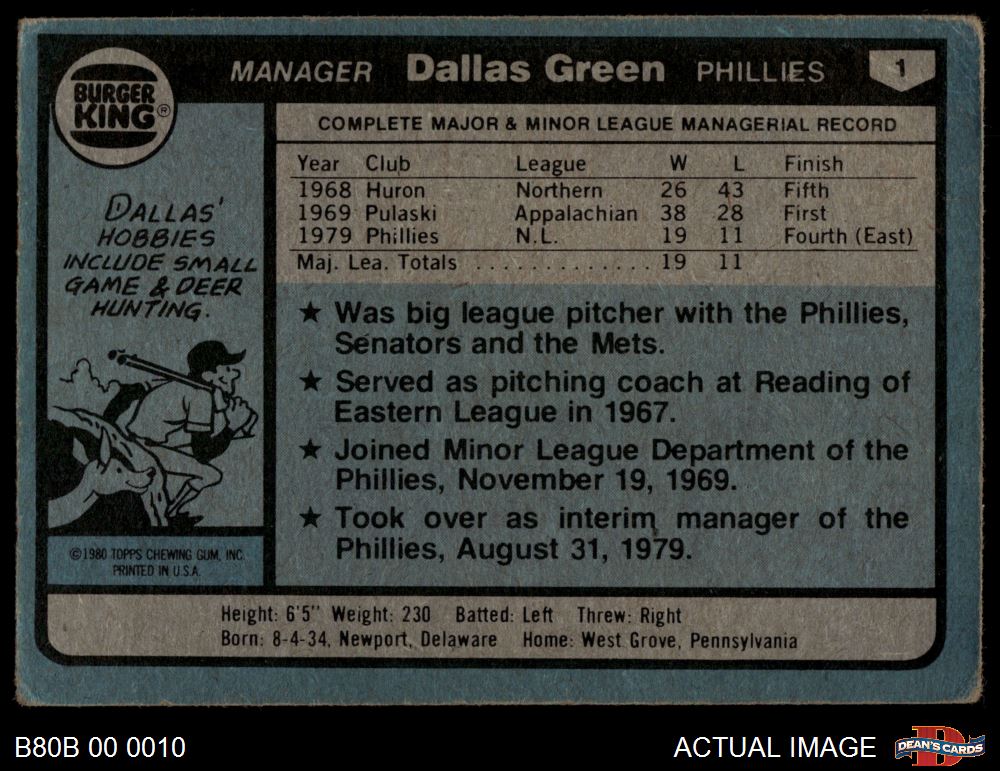 BURGER KING®
MANAGER Dallas Green PHILLIES 1
COMPLETE MAJOR & MINOR LEAGUE MANAGERIAL RECORD
Year Club League W L Finish
1968 Huron Northern 26 43 Fifth
1969 Pulaski Appalachian 38 28 First
1979 Phillies N.L. 19 11 Fourth (East)
Maj. Lea. Totals . . . . . . . . . . . . . 19 11
DALLAS'
HOBBIES
INCLUDE SMALL
GAME & DEER
HUNTING.
★ Was big league pitcher with the Phillies,
Senators and the Mets.
★ Served as pitching coach at Reading of
Eastern League in 1967.
★ Joined Minor League Department of the
Phillies, November 19, 1969.
★ Took over as interim manager of the
Phillies, August 31, 1979.
©1980 TOPPS CHEWING GUM, INC.
PRINTED IN U.S.A.
Height: 6'5" Weight: 230 Batted: Left Threw: Right
Born: 8-4-34, Newport, Delaware Home: West Grove, Pennsylvania
B80B 00 0010
ACTUAL IMAGE
D
DEAN'S CARDS